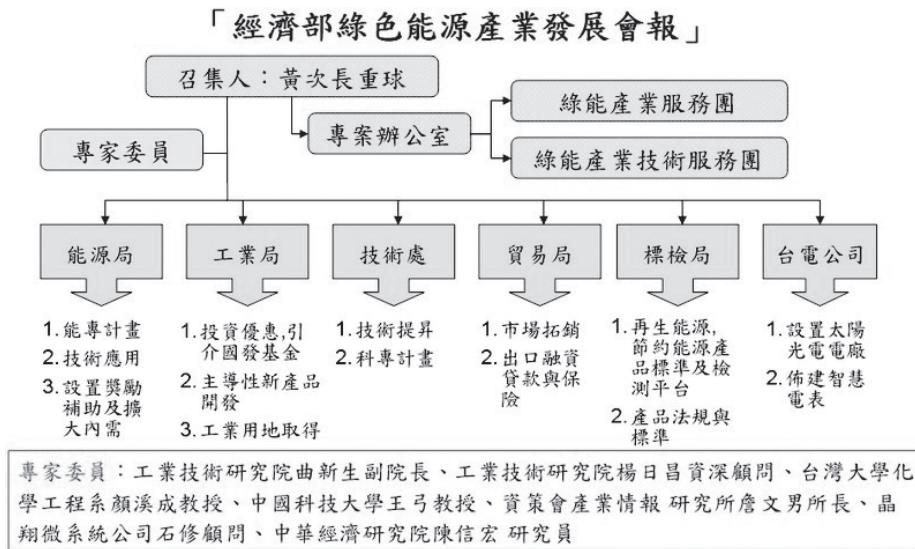 「經濟部綠色能源產業發展會報」
召集人：黃次長重球
綠能產業服務團
專案辦公室
專家委員
綠能產業技術服務團
能源局
工業局
技術處
貿易局
標檢局
台電公司
1. 能專計畫
2. 技術應用
3. 設置獎勵
補助及擴
大內需
1. 投資優惠,引
介國發基金
2. 主導性新產品
開發
3. 工業用地取得
1. 技術提昇
2. 科專計畫
1. 市場拓銷
2. 出口融資
貸款與保
險
1. 再生能源,
節約能源產
品標準及檢
測平台
2. 產品法規與
標準
1. 設置太陽
光電電廠
2. 佈建智慧
電表
專家委員：工業技術研究院曲新生副院長、工業技術研究院楊日昌資深顧問、台灣大學化
學工程系顏溪成教授、中國科技大學王弓教授、資策會產業情報 研究所詹文男所長、晶
翔微系統公司石修顧問、中華經濟研究院陳信宏 研究員